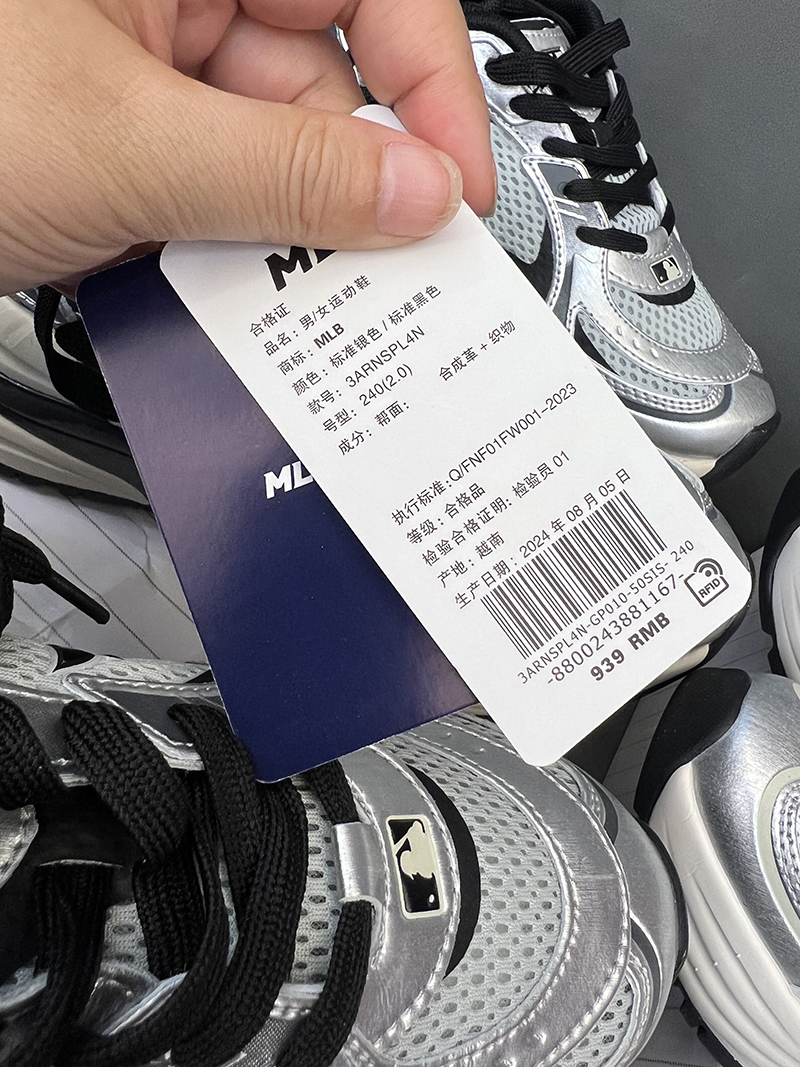 合格证
品名：男/女运动鞋
商标：MLB
颜色：标准银色 / 标准黑色
款号：3ARNSPL4N
号型：240(2.0)
成分：帮面： 合成革 + 织物
执行标准：Q/FNF01FW001-2023
等级：合格品
检验合格证明：检验员 01
产地：越南
生产日期：2024 年 08 月 05 日
3ARNSPL4N-GP010-50SIS-240
-8800243881167-
939 RMB
RFID